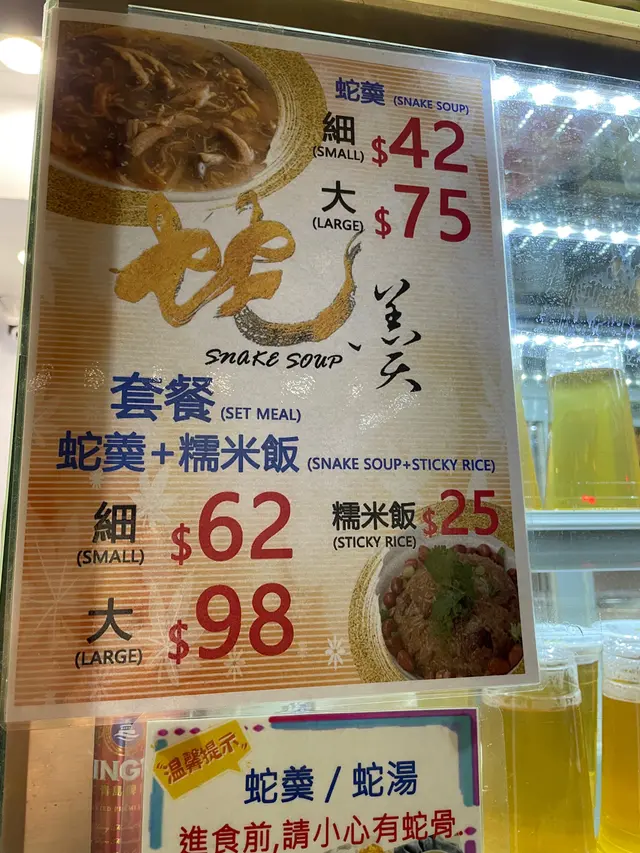 蛇羹 (SNAKE SOUP)
細 $42
(SMALL)
大 $75
(LARGE)
蛇羹
SNAKE SOUP
套餐 (SET MEAL)
蛇羹+糯米飯 (SNAKE SOUP+STICKY RICE)
細 $62
(SMALL)
糯米飯 $25
(STICKY RICE)
大 $98
(LARGE)
溫馨提示
蛇羹 / 蛇湯
進食前,請小心有蛇骨